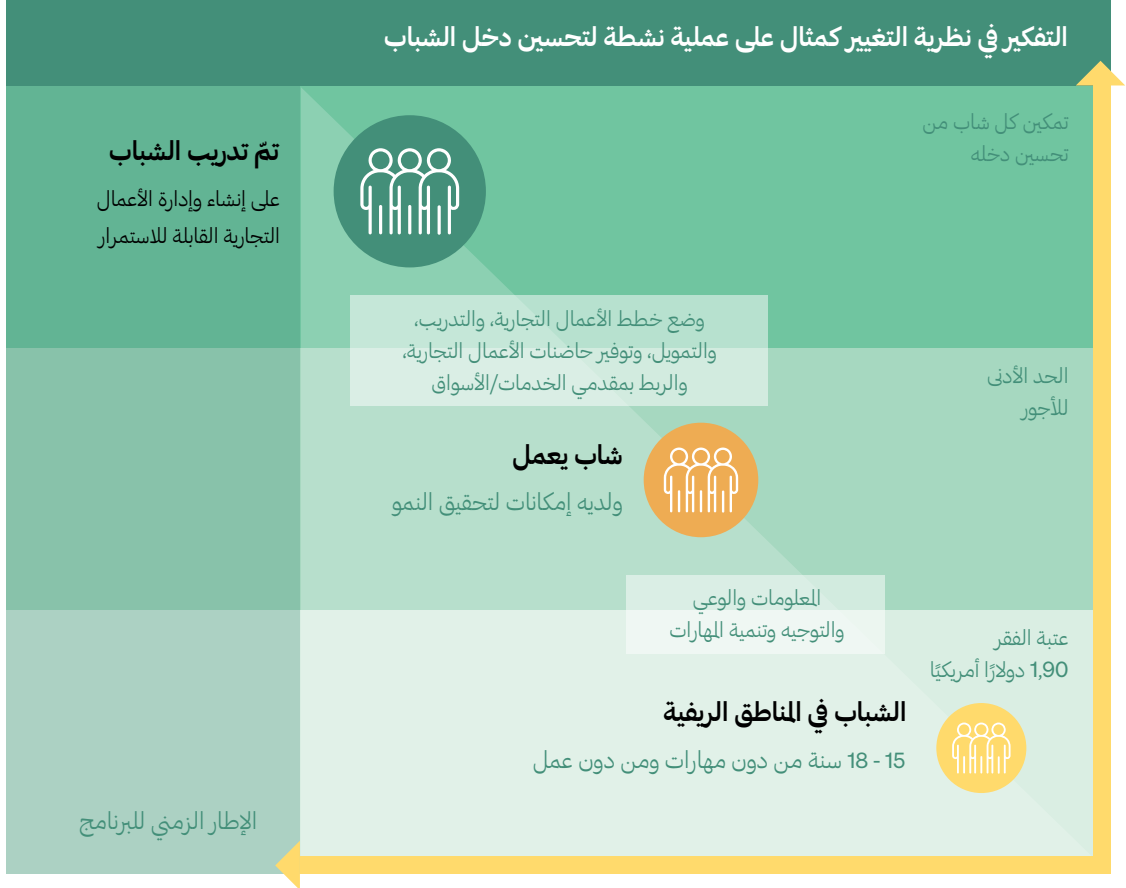 التفكير في نظرية التغيير كمثال على عملية نشطة لتحسين دخل الشباب
تمكين كل شاب من
تحسين دخله
تمّ تدريب الشباب
على إنشاء وإدارة الأعمال
التجارية القابلة للاستمرار
وضع خطط الأعمال التجارية، والتدريب،
والتمويل، وتوفير حاضنات الأعمال التجارية،
والربط بمقدمي الخدمات/الأسواق
الحد الأدنى
للأجور
شاب يعمل
ولديه إمكانات لتحقيق النمو
المعلومات والوعي
والتوجيه وتنمية المهارات
عتبة الفقر
1,90 دولارًا أمريكيًا
الشباب في المناطق الريفية
15 - 18 سنة من دون مهارات ومن دون عمل
الإطار الزمني للبرنامج